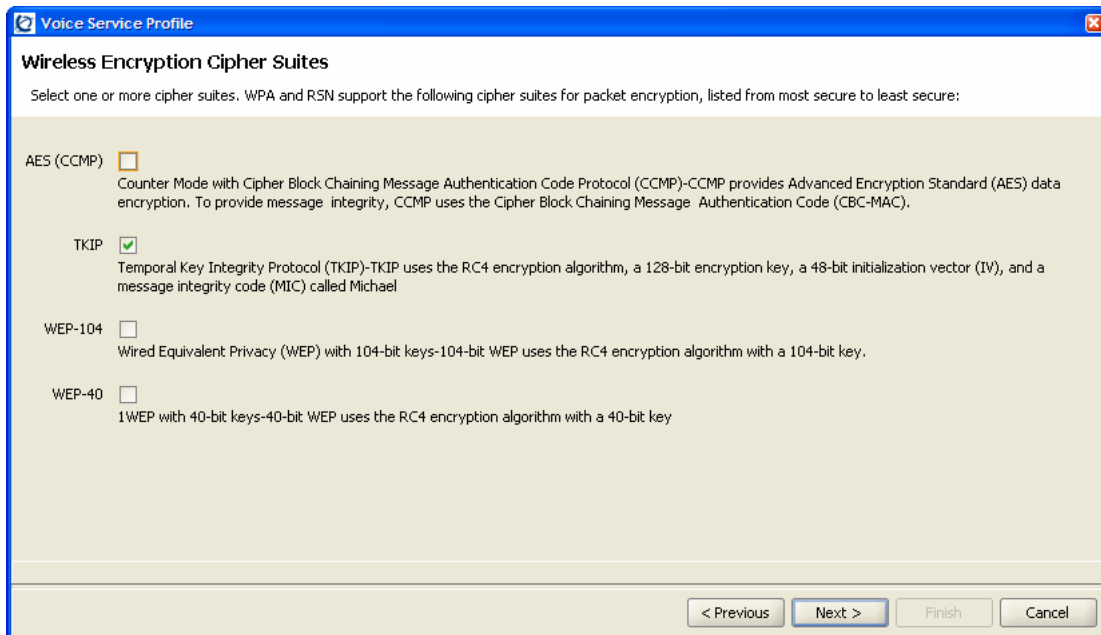 Voice Service Profile
Wireless Encryption Cipher Suites
Select one or more cipher suites. WPA and RSN support the following cipher suites for packet encryption, listed from most secure to least secure:
AES (CCMP)
Counter Mode with Cipher Block Chaining Message Authentication Code Protocol (CCMP)-CCMP provides Advanced Encryption Standard (AES) data
encryption. To provide message integrity, CCMP uses the Cipher Block Chaining Message Authentication Code (CBC-MAC).
TKIP
Temporal Key Integrity Protocol (TKIP)-TKIP uses the RC4 encryption algorithm, a 128-bit encryption key, a 48-bit initialization vector (IV), and a
message integrity code (MIC) called Michael
WEP-104
Wired Equivalent Privacy (WEP) with 104-bit keys-104-bit WEP uses the RC4 encryption algorithm with a 104-bit key.
WEP-40
1WEP with 40-bit keys-40-bit WEP uses the RC4 encryption algorithm with a 40-bit key
< Previous Next > Finish Cancel